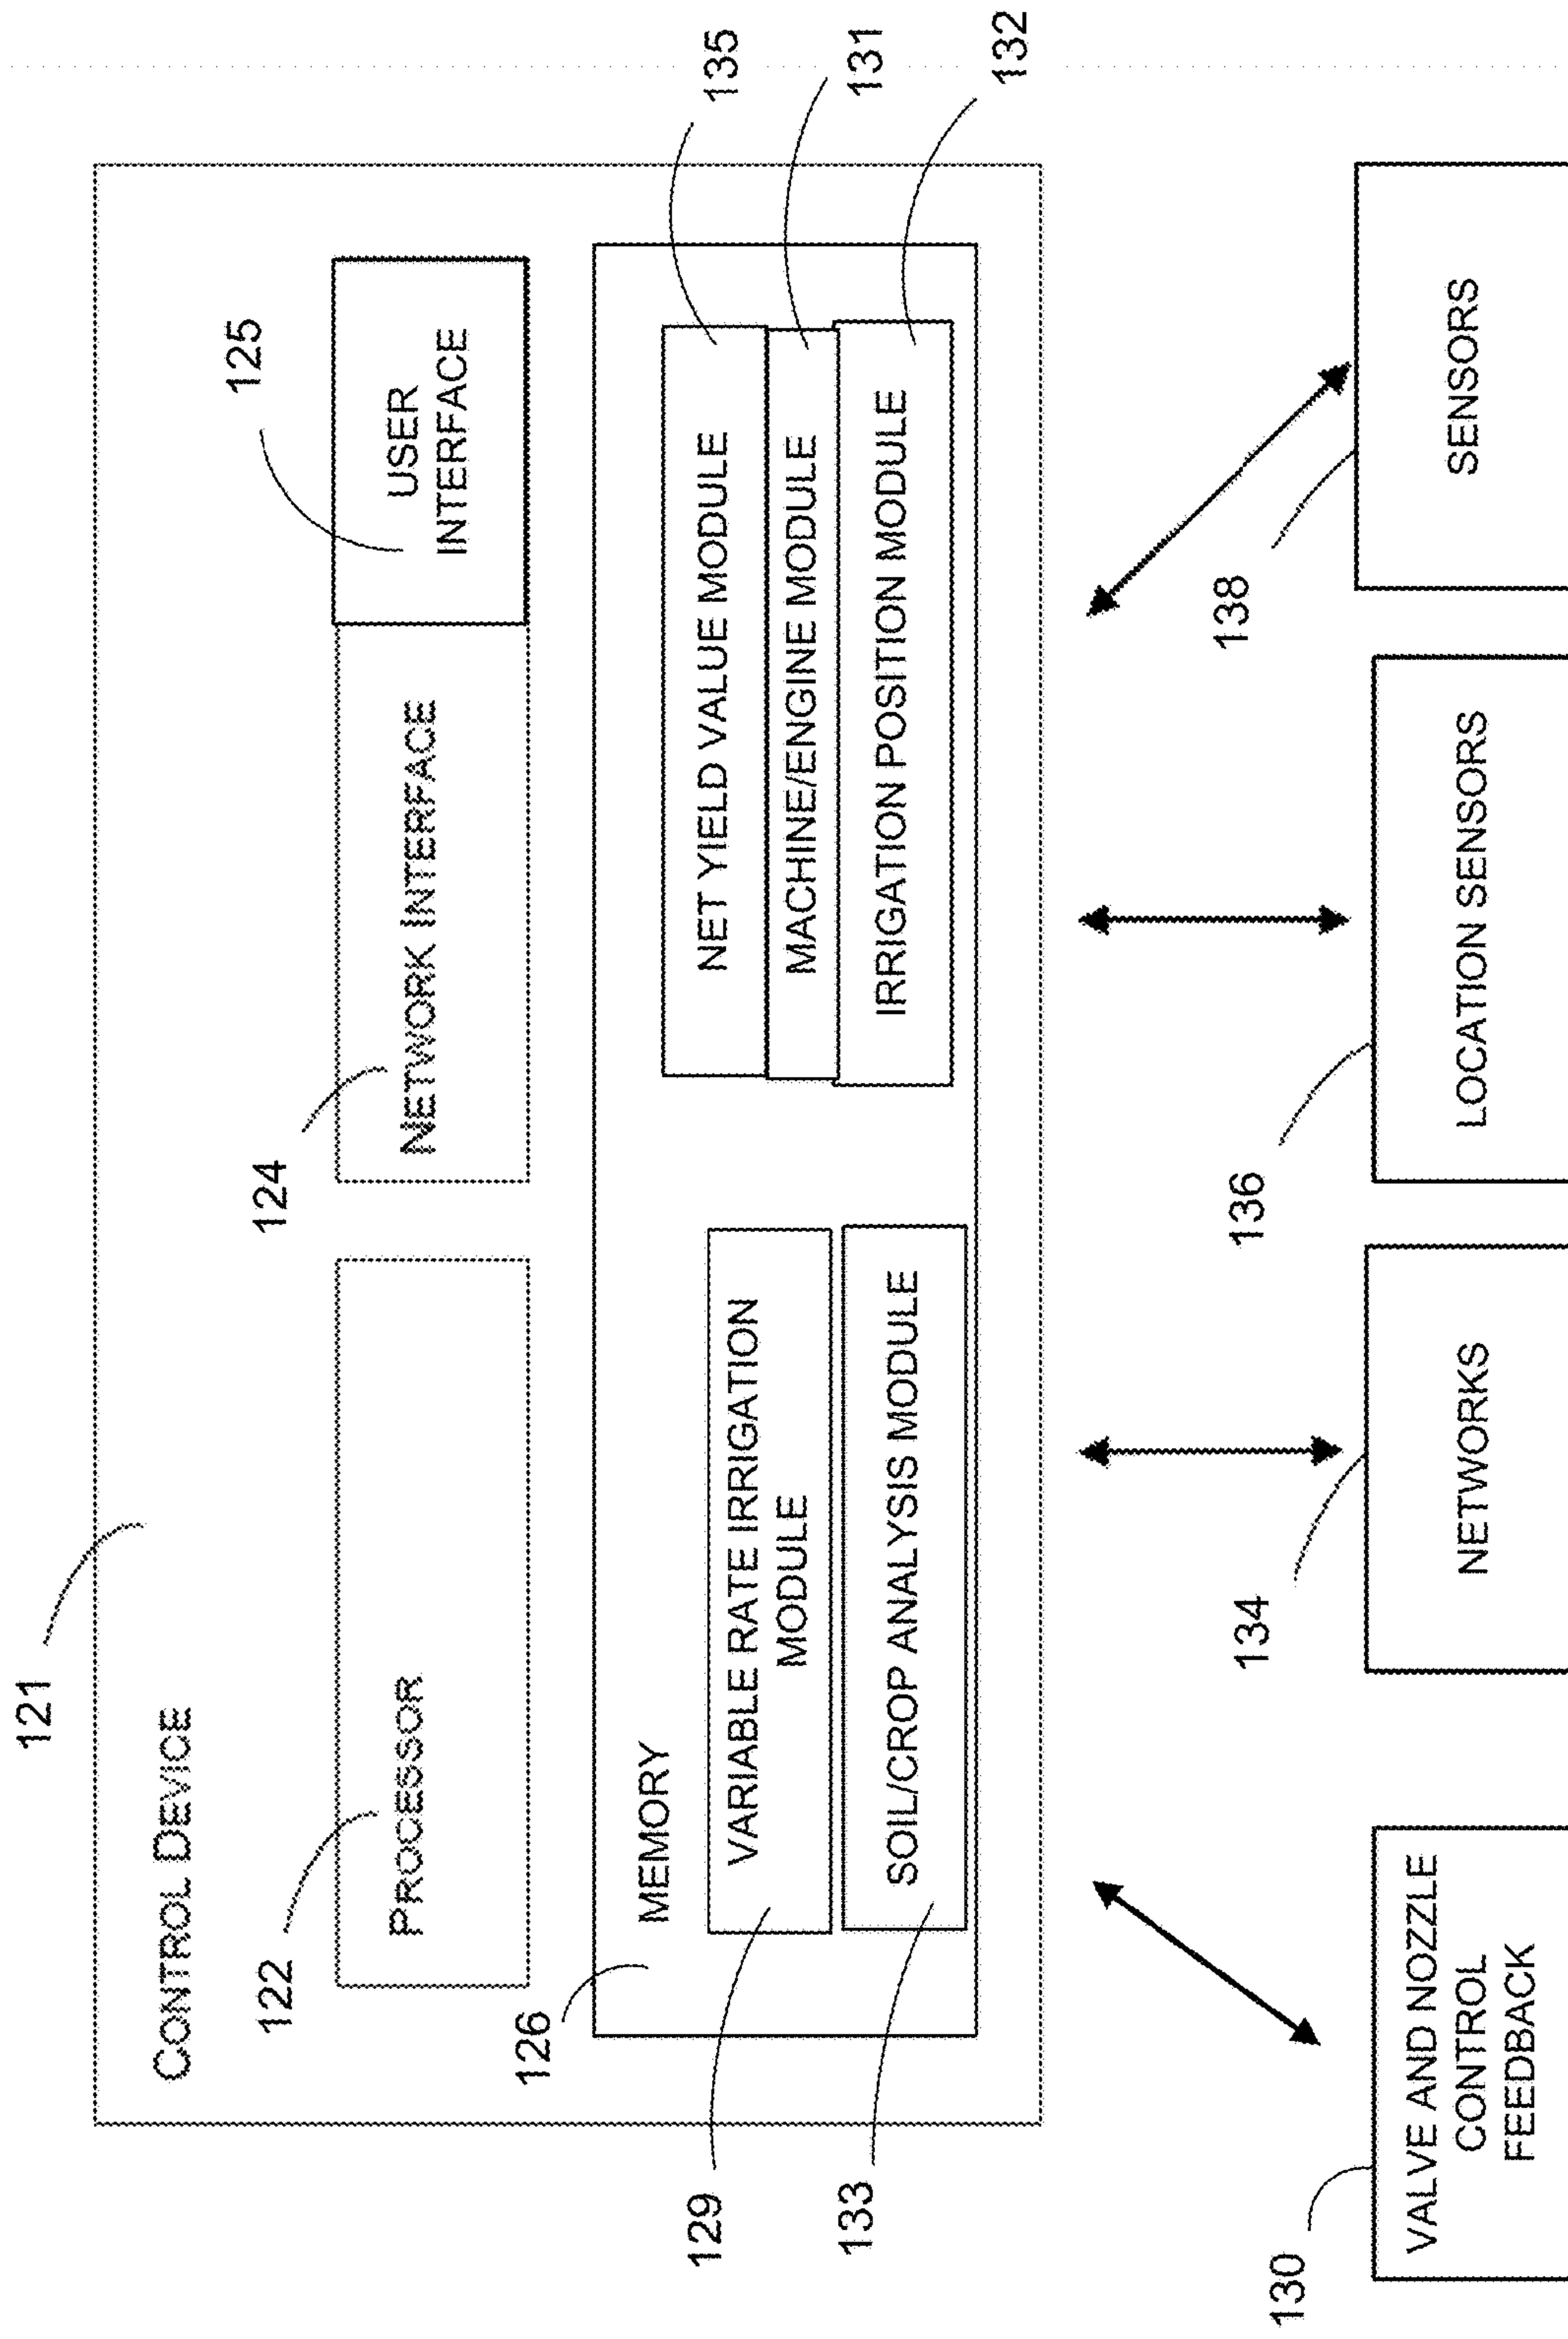 121
CONTROL DEVICE
122
PROCESSOR
124
NETWORK INTERFACE
125
USER
INTERFACE
126
MEMORY
129
VARIABLE RATE IRRIGATION
MODULE
133
SOIL/CROP ANALYSIS MODULE
135
NET YIELD VALUE MODULE
131
MACHINE/ENGINE MODULE
132
IRRIGATION POSITION MODULE
130
VALVE AND NOZZLE
CONTROL
FEEDBACK
134
NETWORKS
136
LOCATION SENSORS
138
SENSORS